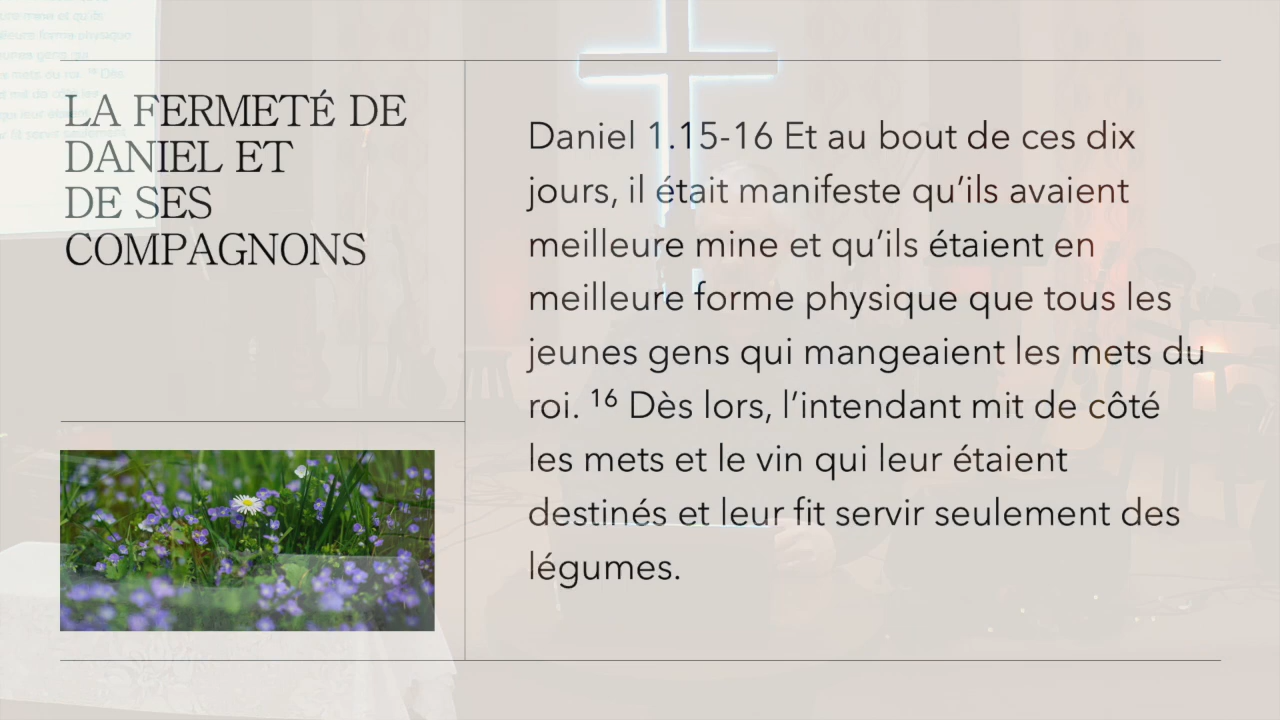 LA FERMETÉ DE
DANIEL ET
DE SES
COMPAGNONS
Daniel 1.15-16 Et au bout de ces dix
jours, il était manifeste qu’ils avaient
meilleure mine et qu’ils étaient en
meilleure forme physique que tous les
jeunes gens qui mangeaient les mets du
roi. ¹⁶ Dès lors, l’intendant mit de côté
les mets et le vin qui leur étaient
destinés et leur fit servir seulement des
légumes.